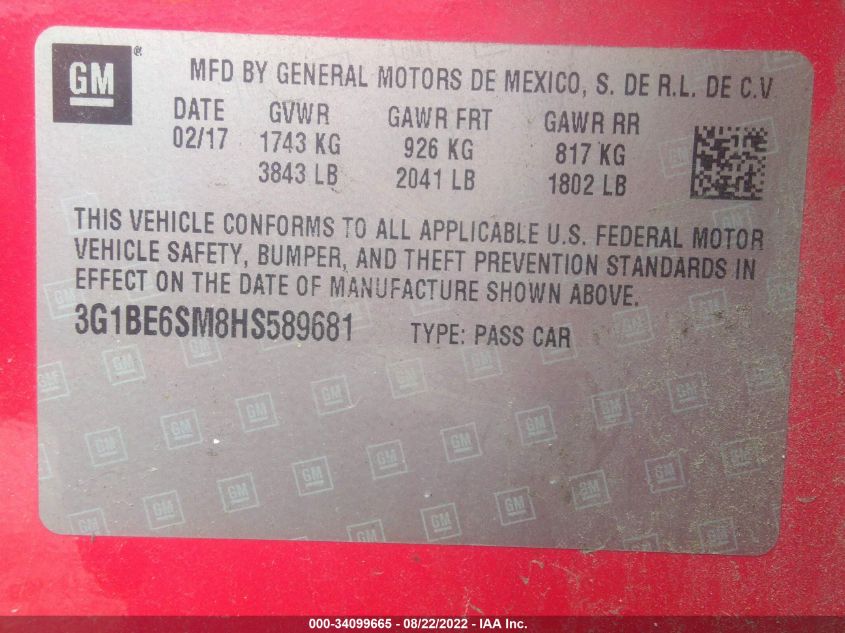 GM ®
MFD BY GENERAL MOTORS DE MEXICO, S. DE R.L. DE C.V
DATE GVWR GAWR FRT GAWR RR
02/17 1743 KG 926 KG 817 KG
3843 LB 2041 LB 1802 LB
THIS VEHICLE CONFORMS TO ALL APPLICABLE U.S. FEDERAL MOTOR
VEHICLE SAFETY, BUMPER, AND THEFT PREVENTION STANDARDS IN
EFFECT ON THE DATE OF MANUFACTURE SHOWN ABOVE.
3G1BE6SM8HS589681 TYPE: PASS CAR
000-34099665 - 08/22/2022 - IAA Inc.